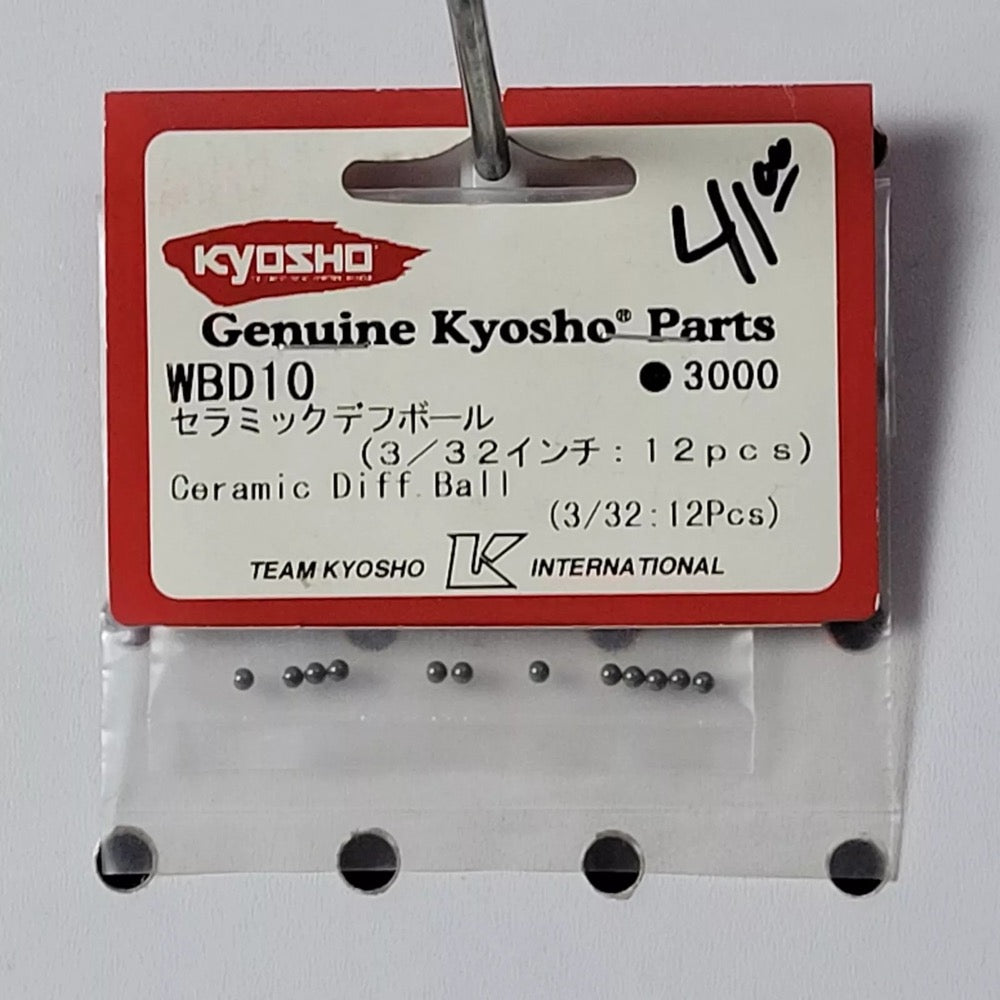 41.00
KYOSHO
Genuine Kyosho® Parts
WBD10 ●3000
セラミックデフボール
(3/32インチ:12pcs)
Ceramic Diff.Ball
(3/32:12Pcs)
TEAM KYOSHO K INTERNATIONAL